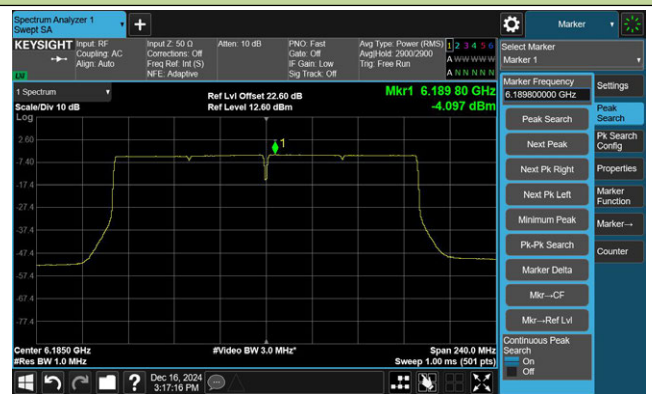 Spectrum Analyzer 1
Swept SA
Marker
KEYSIGHT
Input: RF
Coupling: AC
Align: Auto
Input Z: 50 Ω
Corrections: Off
Freq Ref: Int (S)
NFE: Adaptive
Atten: 10 dB
PNO: Fast
Gate: Off
IF Gain: Low
Sig Track: Off
Avg Type: Power (RMS)
Avg|Hold: 2900/2900
Trig: Free Run
1 2 3 4 5 6
A W W W W W
A N N N N N
LW
Select Marker
Marker 1
1 Spectrum
Scale/Div 10 dB
Log
Ref Lvl Offset 22.60 dB
Ref Level 12.60 dBm
Mkr1 6.189 80 GHz
-4.097 dBm
1
2.60
-7.40
-17.4
-27.4
-37.4
-47.4
-57.4
-67.4
-77.4
Center 6.1850 GHz
#Res BW 1.0 MHz
#Video BW 3.0 MHz*
Span 240.0 MHz
Sweep 1.00 ms (501 pts)
Marker Frequency
6.189800000 GHz
Peak Search
Next Peak
Next Pk Right
Next Pk Left
Minimum Peak
Pk-Pk Search
Marker Delta
Mkr→CF
Mkr→Ref Lvl
Continuous Peak
Search
On
Off
Settings
Peak
Search
Pk Search
Config
Properties
Marker
Function
Marker→
Counter
?
Dec 16, 2024
3:17:16 PM